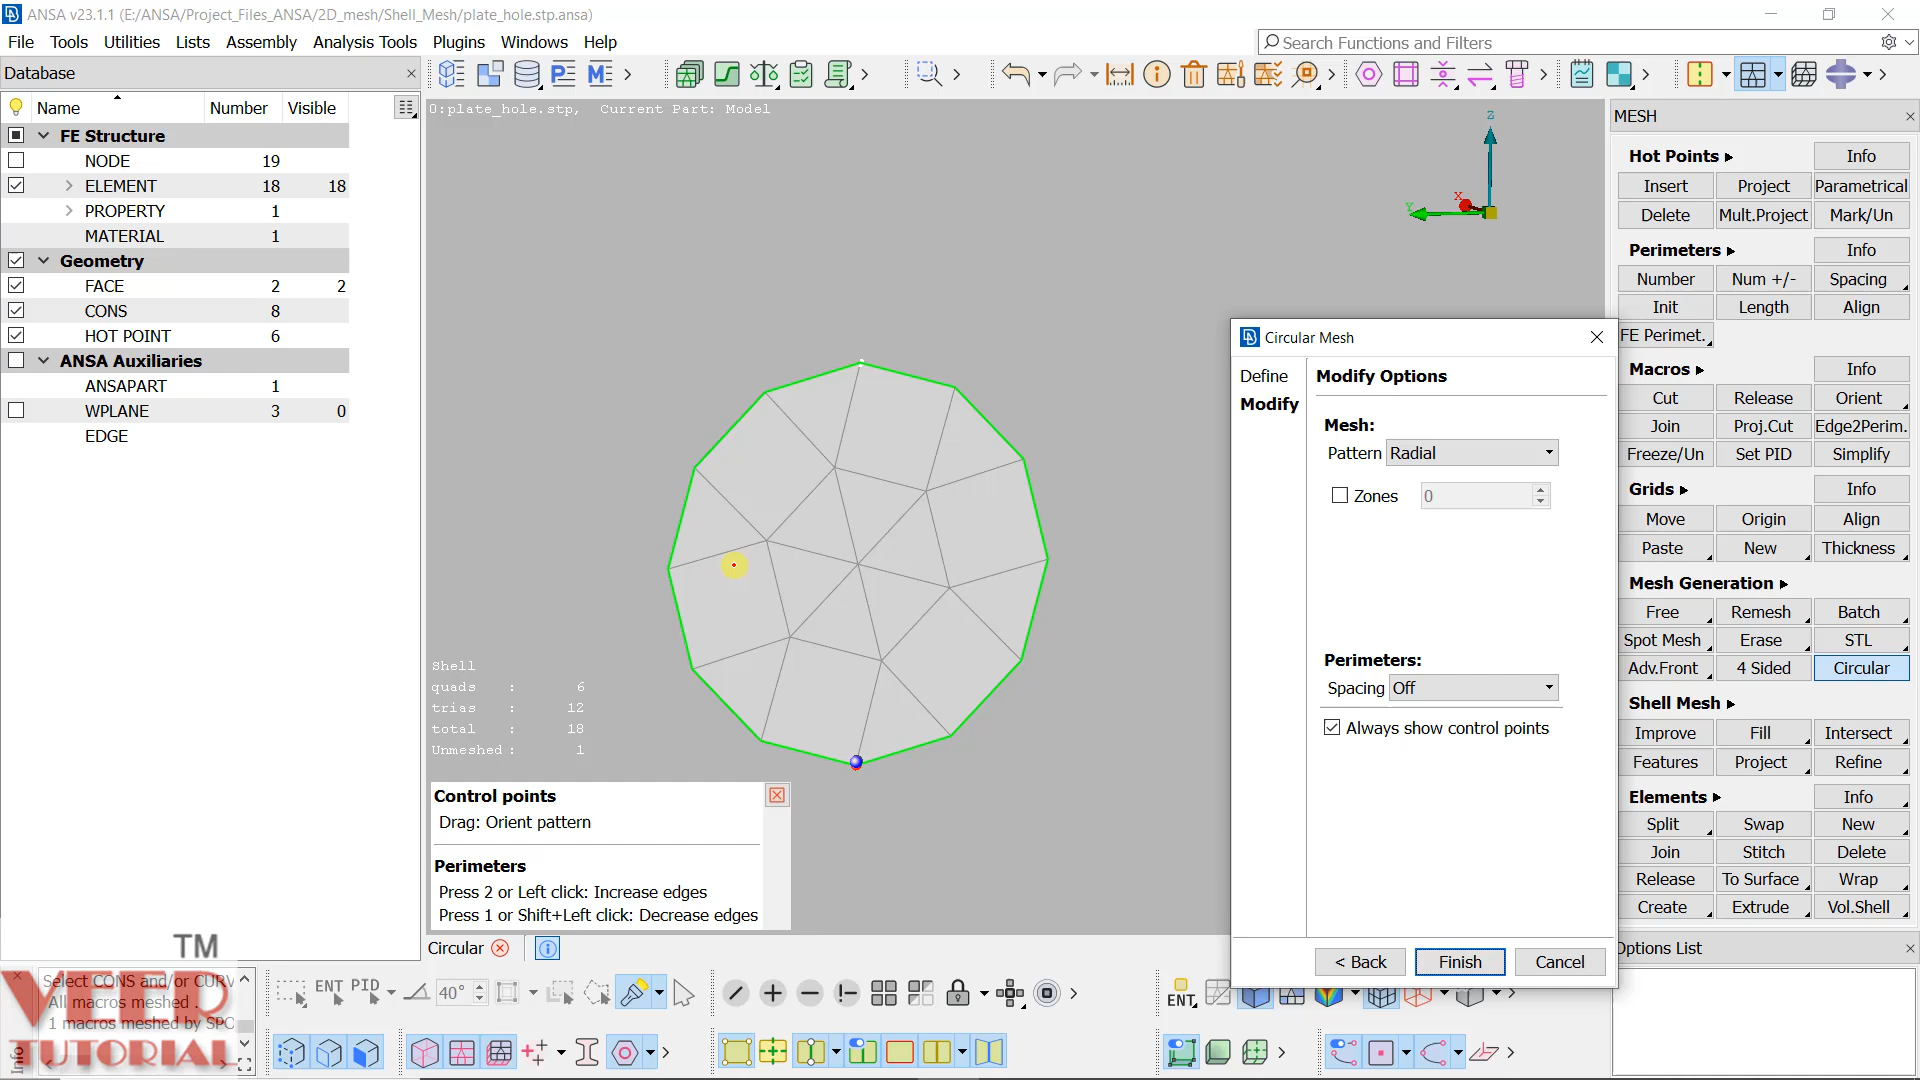 ANSA v23.1.1 (E:/ANSA/Project_Files_ANSA/2D_mesh/Shell_Mesh/plate_hole.stp.ansa)
File Tools Utilities Lists Assembly Analysis Tools Plugins Windows Help
Search Functions and Filters
Database
Name Number Visible
FE Structure
NODE 19
ELEMENT 18 18
PROPERTY 1
MATERIAL 1
Geometry
FACE 2 2
CONS 8
HOT POINT 6
ANSA Auxiliaries
ANSAPART 1
WPLANE 3 0
EDGE
0:plate_hole.stp, Current Part: Model
Z
X
Y
Shell
quads : 6
trias : 12
total : 18
Unmeshed : 1
Control points
Drag: Orient pattern
Perimeters
Press 2 or Left click: Increase edges
Press 1 or Shift+Left click: Decrease edges
Circular
Circular Mesh
Define
Modify
Modify Options
Mesh:
Pattern Radial
Zones 0
Perimeters:
Spacing Off
Always show control points
< Back Finish Cancel
MESH
Hot Points Info
Insert Project Parametrical
Delete Mult.Project Mark/Un
Perimeters Info
Number Num +/- Spacing
Init Length Align
FE Perimet.
Macros Info
Cut Release Orient
Join Proj.Cut Edge2Perim.
Freeze/Un Set PID Simplify
Grids Info
Move Origin Align
Paste New Thickness
Mesh Generation
Free Remesh Batch
Spot Mesh Erase STL
Adv.Front 4 Sided Circular
Shell Mesh
Improve Fill Intersect
Features Project Refine
Elements Info
Split Swap New
Join Stitch Delete
Release To Surface Wrap
Create Extrude Vol.Shell
Options List
TM
VEER
TUTORIAL
Select CONS and/or CURV
All macros meshed .
1 macros meshed by SPO
Info
ENT PID 40°
ENT